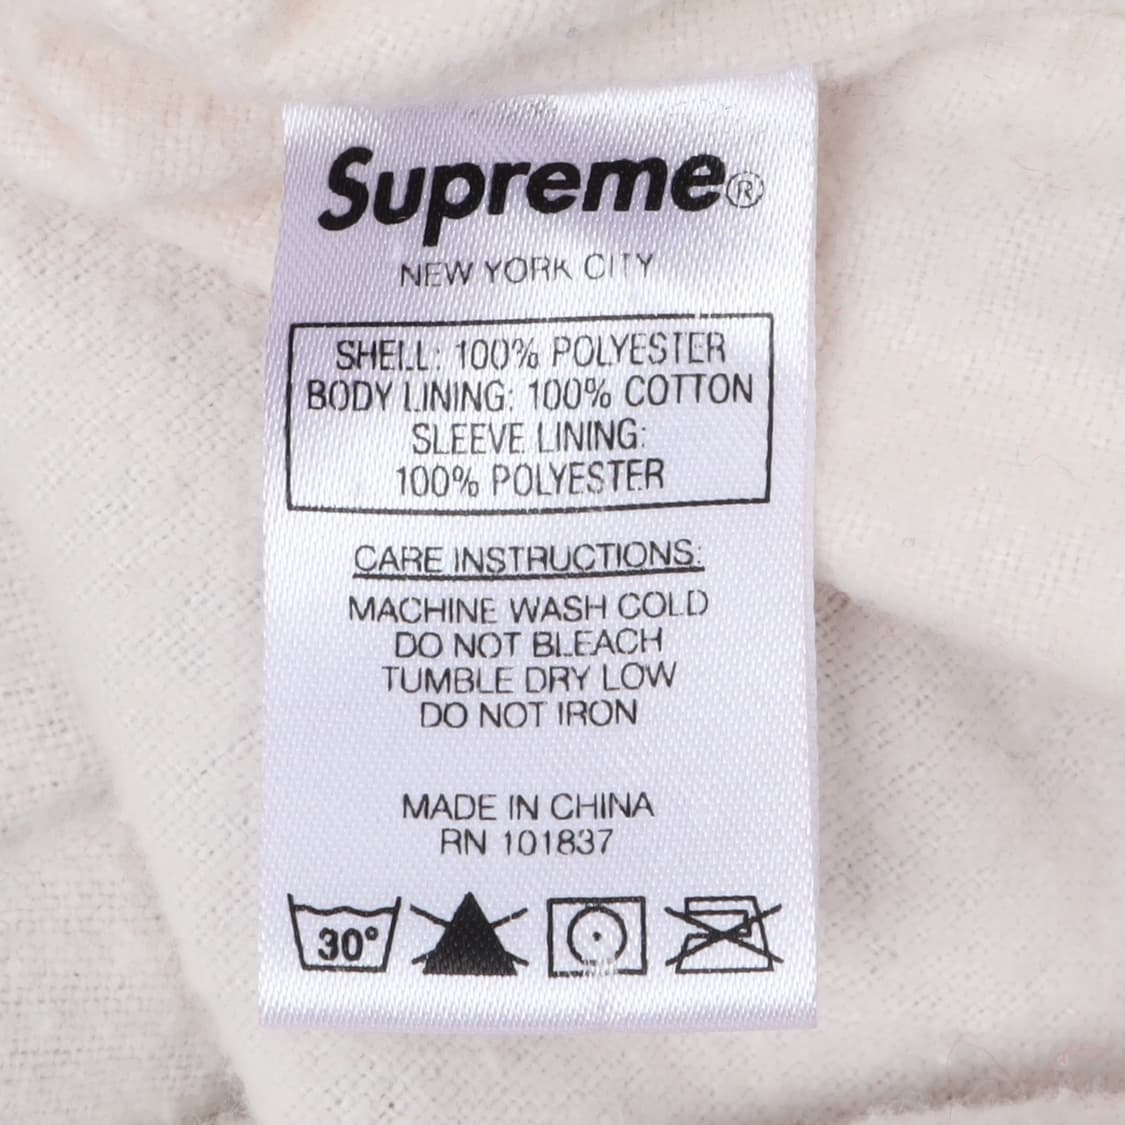 Supreme®
NEW YORK CITY
SHELL: 100% POLYESTER
BODY LINING: 100% COTTON
SLEEVE LINING:
100% POLYESTER
CARE INSTRUCTIONS:
MACHINE WASH COLD
DO NOT BLEACH
TUMBLE DRY LOW
DO NOT IRON
MADE IN CHINA
RN 101837
30°